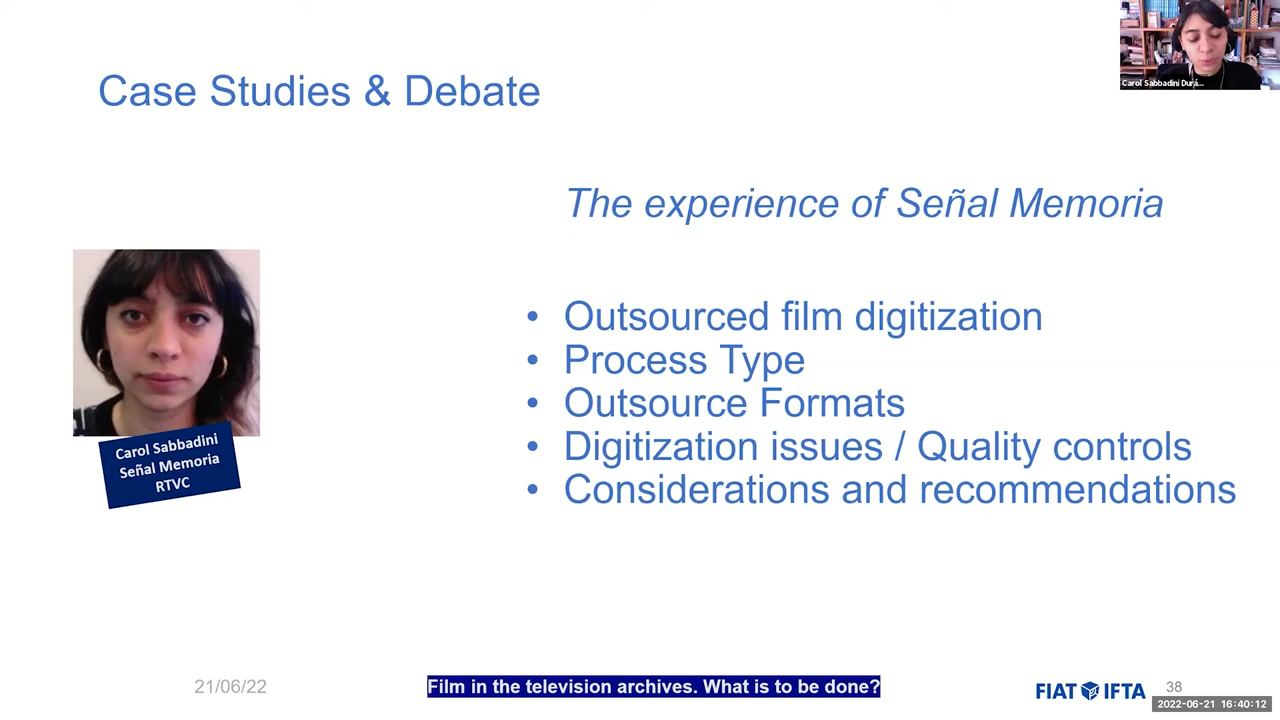 Carol Sabbadini Durá...
Case Studies & Debate
The experience of Señal Memoria
• Outsourced film digitization
• Process Type
• Outsource Formats
• Digitization issues / Quality controls
• Considerations and recommendations
Carol Sabbadini
Señal Memoria
RTVC
21/06/22
Film in the television archives. What is to be done?
FIAT IFTA
38
2022-06-21 16:40:12